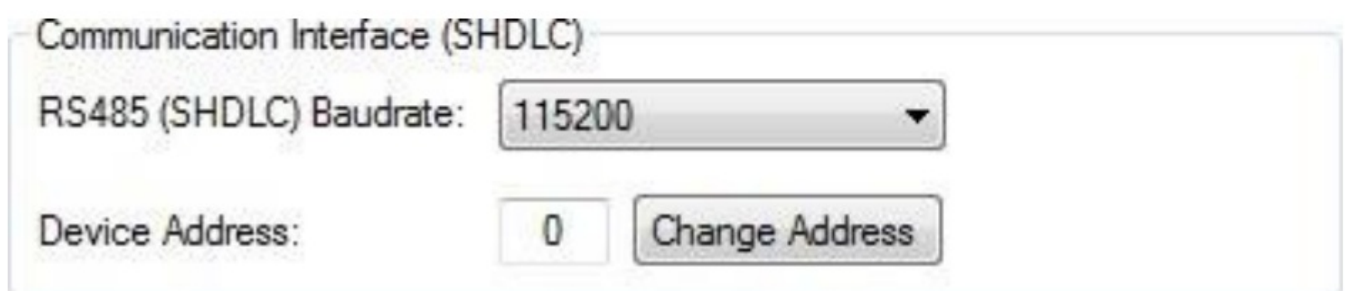 Communication Interface (SHDLC)
RS485 (SHDLC) Baudrate: 115200
Device Address: 0 Change Address